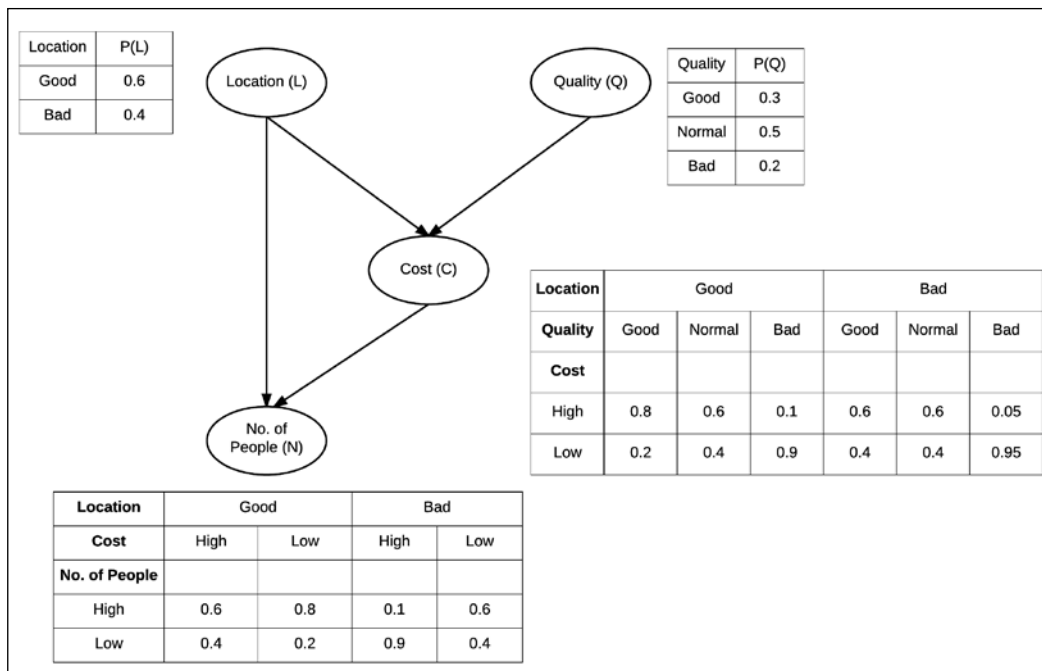 Location P(L)
Good 0.6
Bad 0.4
Location (L)
Quality (Q)
Quality P(Q)
Good 0.3
Normal 0.5
Bad 0.2
Cost (C)
Location Good Bad
Quality Good Normal Bad Good Normal Bad
Cost
High 0.8 0.6 0.1 0.6 0.6 0.05
Low 0.2 0.4 0.9 0.4 0.4 0.95
No. of
People (N)
Location Good Bad
Cost High Low High Low
No. of People
High 0.6 0.8 0.1 0.6
Low 0.4 0.2 0.9 0.4